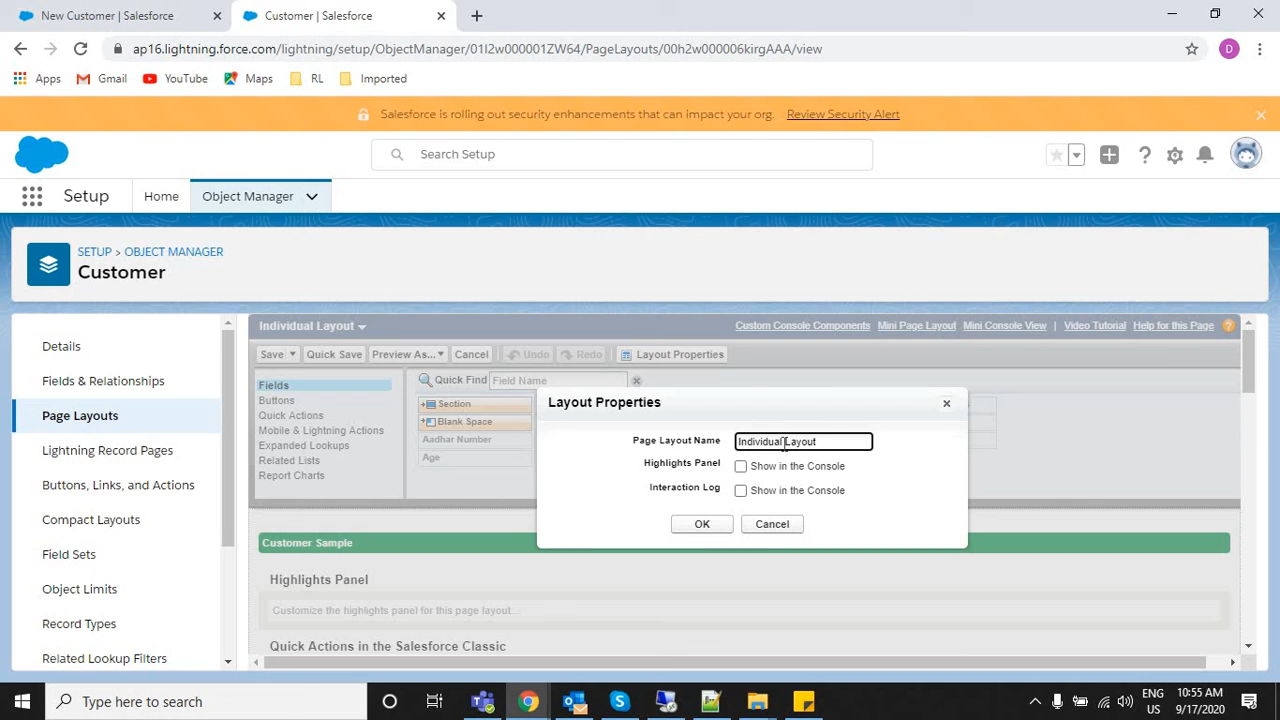 New Customer | Salesforce
Customer | Salesforce
ap16.lightning.force.com/lightning/setup/ObjectManager/01I2w000001ZW64/PageLayouts/00h2w000006kirgAAA/view
D
Apps
Gmail
YouTube
Maps
RL
Imported
Salesforce is rolling out security enhancements that can impact your org. Review Security Alert
Search Setup
Setup
Home
Object Manager
SETUP > OBJECT MANAGER
Customer
Details
Fields & Relationships
Page Layouts
Lightning Record Pages
Buttons, Links, and Actions
Compact Layouts
Field Sets
Object Limits
Record Types
Related Lookup Filters
Individual Layout
Custom Console Components Mini Page Layout Mini Console View | Video Tutorial Help for this Page
Save Quick Save Preview As... Cancel Undo Redo Layout Properties
Fields
Buttons
Quick Actions
Mobile & Lightning Actions
Expanded Lookups
Related Lists
Report Charts
Quick Find Field Name
Section
Blank Space
Aadhar Number
Age
Layout Properties
Page Layout Name Individual Layout
Highlights Panel Show in the Console
Interaction Log Show in the Console
OK Cancel
Customer Sample
Highlights Panel
Customize the highlights panel for this page layout...
Quick Actions in the Salesforce Classic
Type here to search
ENG
US
10:55 AM
9/17/2020